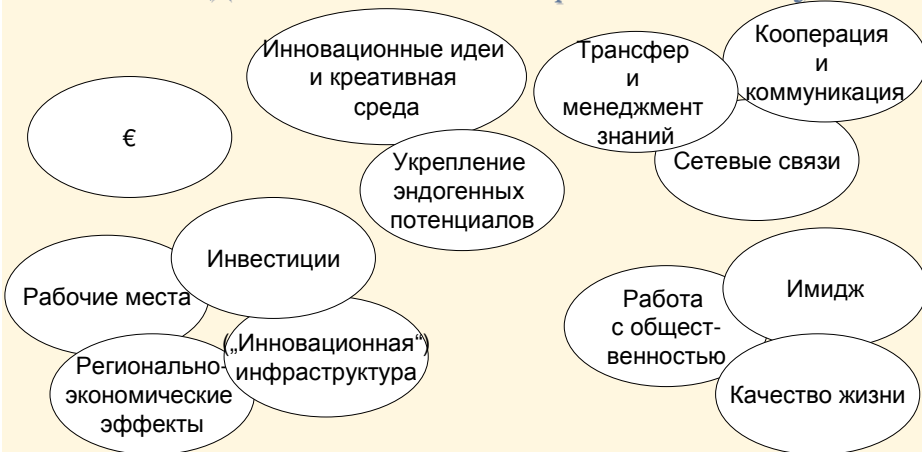 Инновационные идеи
и креативная
среда
Трансфер
и
менеджмент
знаний
Кооперация
и
коммуникация
€
Укрепление
эндогенных
потенциалов
Сетевые связи
Инвестиции
Рабочие места
(„Инновационная“)
инфраструктура
Регионально-
экономические
эффекты
Работа
с общест-
венностью
Имидж
Качество жизни